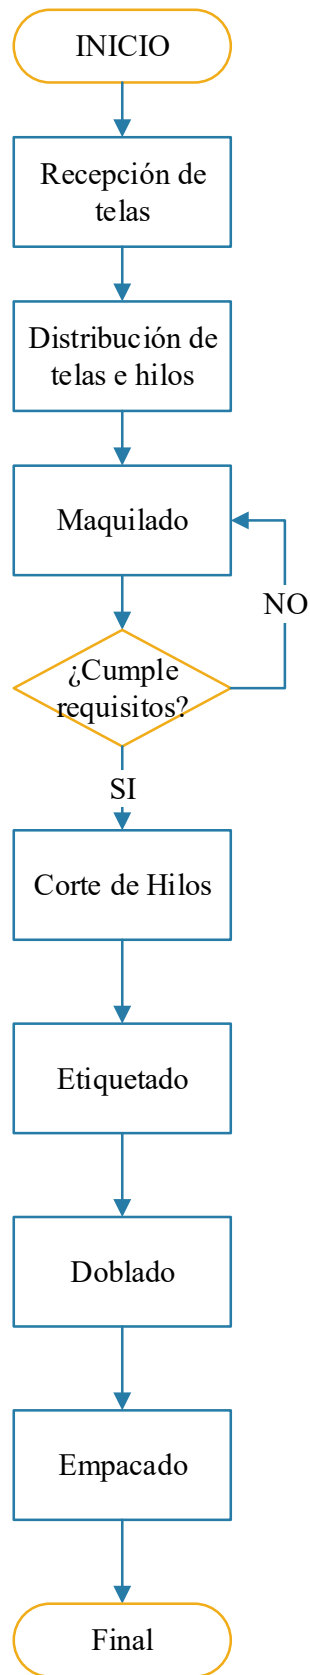 INICIO
Recepción de
telas
Distribución de
telas e hilos
Maquilado
NO
¿Cumple
requisitos?
SI
Corte de Hilos
Etiquetado
Doblado
Empacado
Final